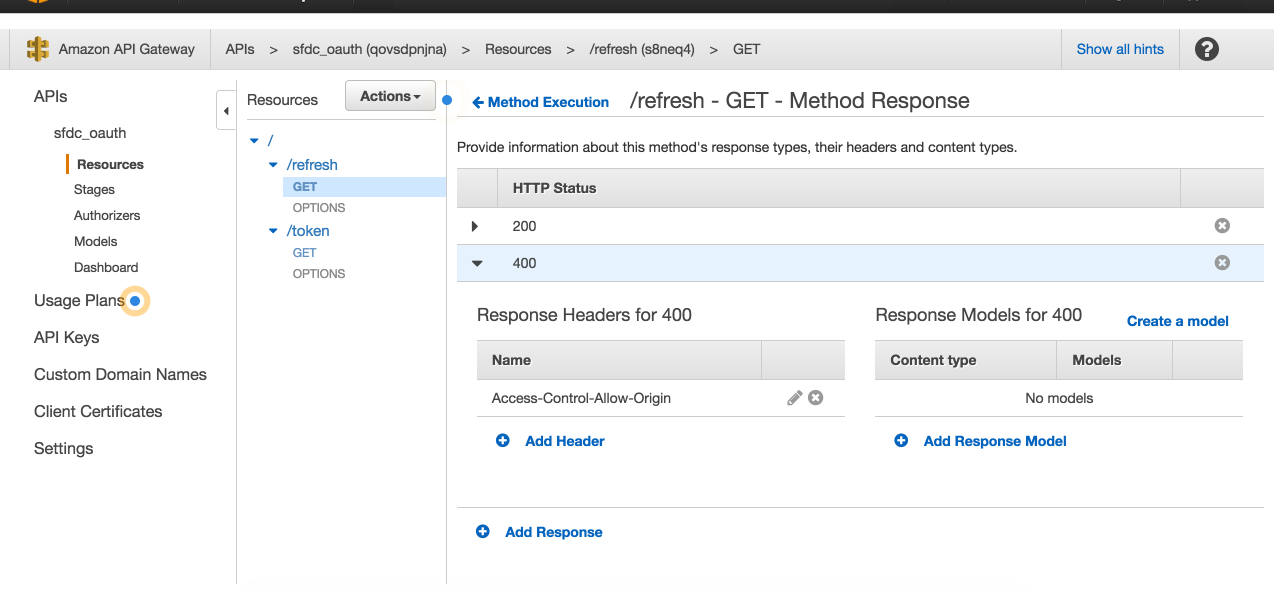 Amazon API Gateway APIs > sfdc_oauth (qovsdpnjna) > Resources > /refresh (s8neq4) > GET Show all hints ?
APIs
sfdc_oauth
Resources
Stages
Authorizers
Models
Dashboard
Usage Plans
API Keys
Custom Domain Names
Client Certificates
Settings
Resources Actions
/
/refresh
GET
OPTIONS
/token
GET
OPTIONS
Method Execution /refresh - GET - Method Response
Provide information about this method's response types, their headers and content types.
HTTP Status
200
400
Response Headers for 400
Name
Access-Control-Allow-Origin
Add Header
Response Models for 400 Create a model
Content type Models
No models
Add Response Model
Add Response